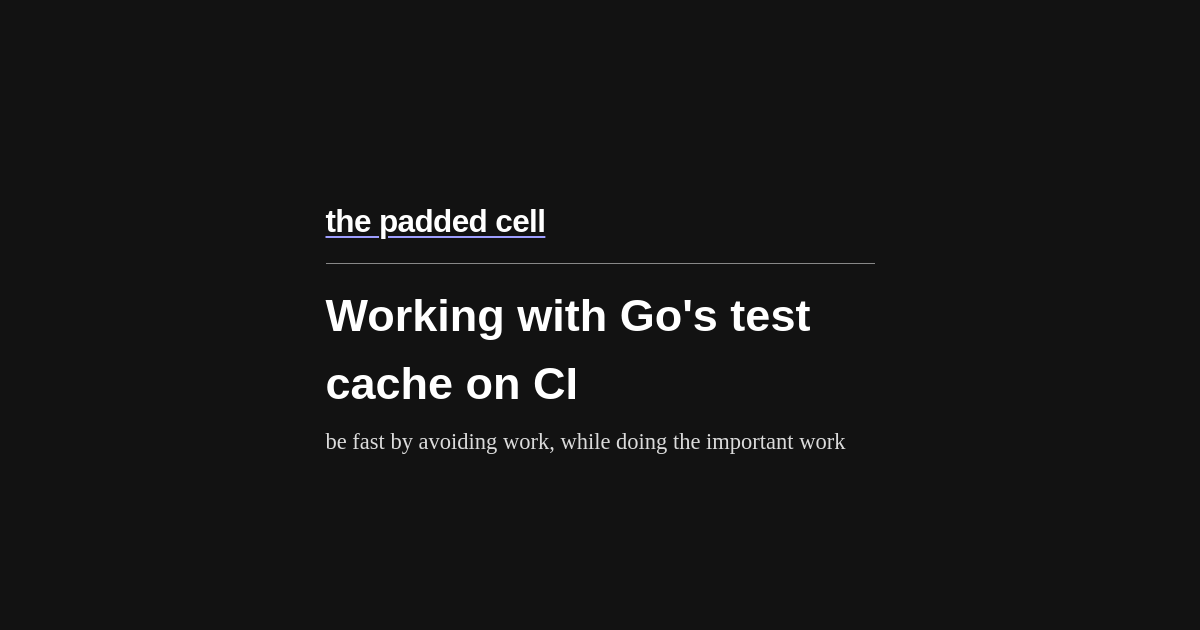 the padded cell
Working with Go's test
cache on CI
be fast by avoiding work, while doing the important work